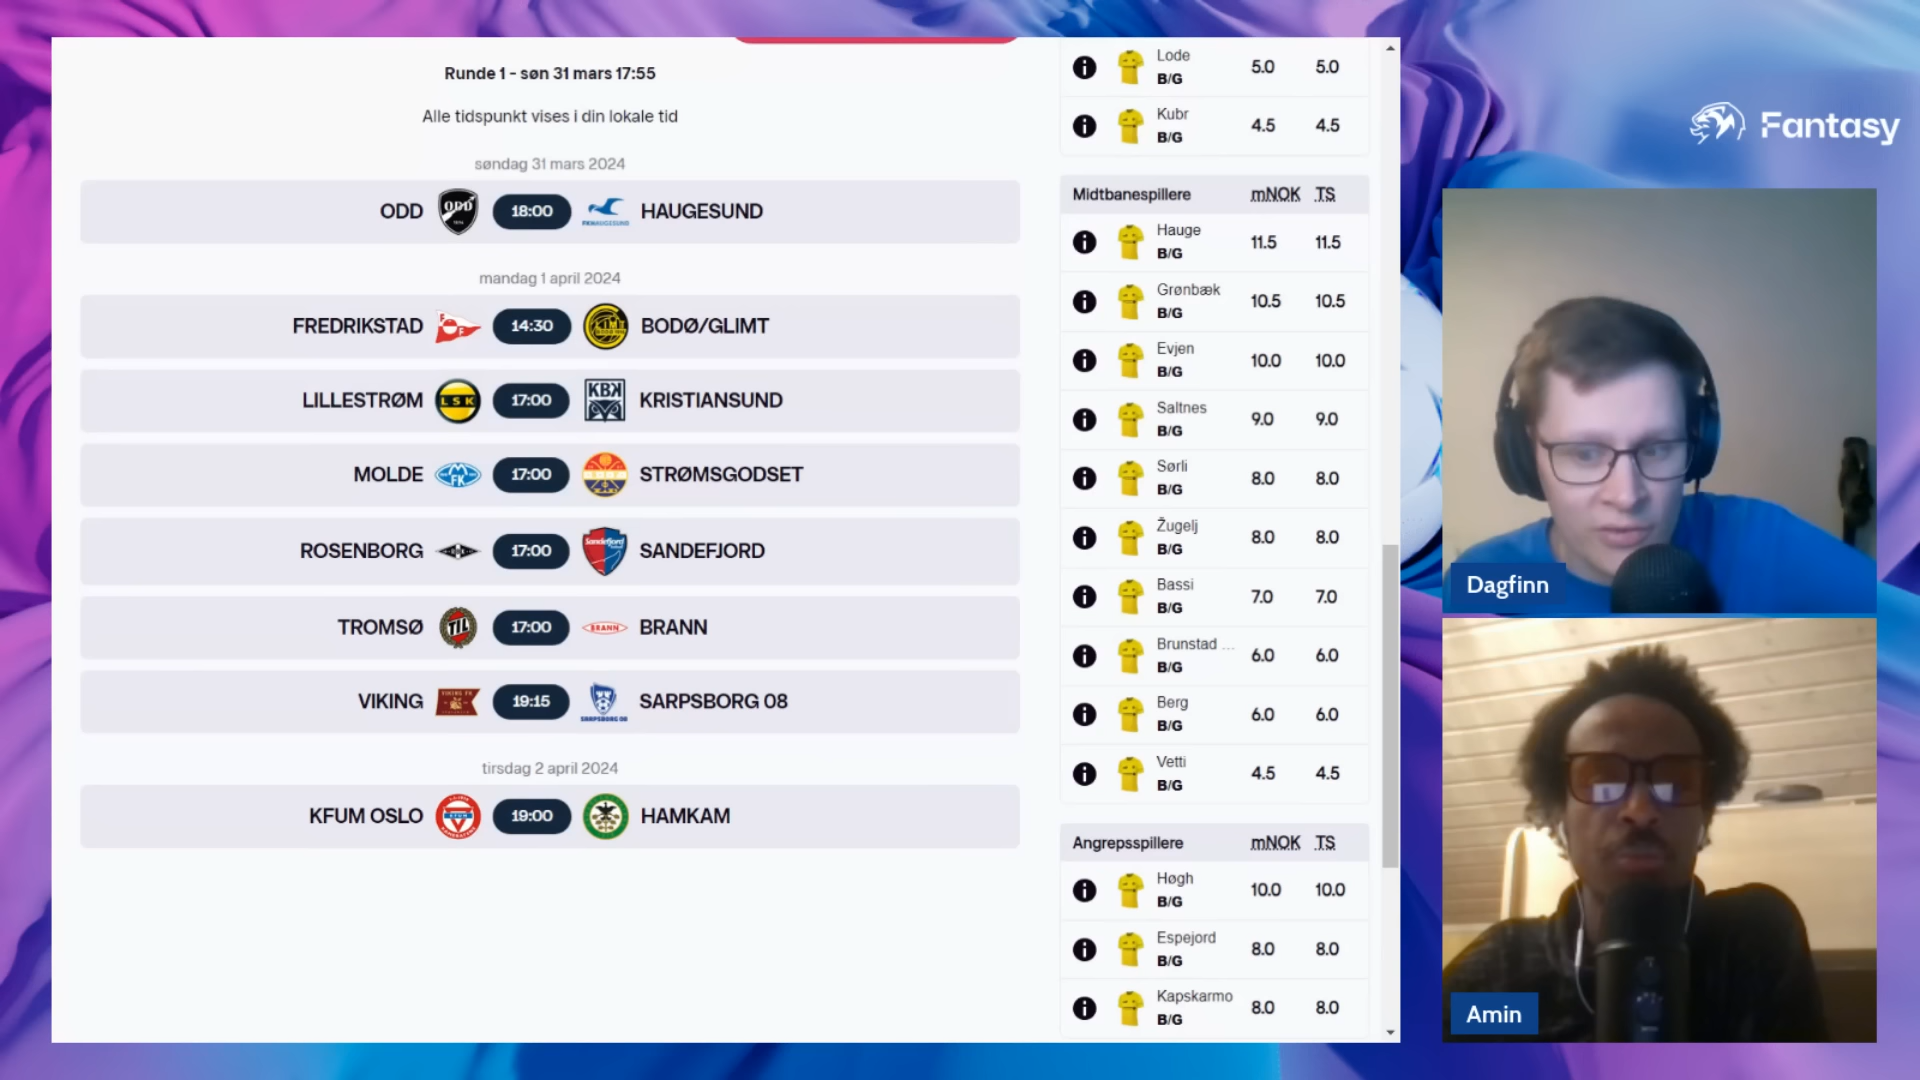 Runde 1 - søn 31 mars 17:55
Alle tidspunkt vises i din lokale tid
søndag 31 mars 2024
ODD 18:00 HAUGESUND
mandag 1 april 2024
FREDRIKSTAD 14:30 BODØ/GLIMT
LILLESTRØM LSK 17:00 KBK KRISTIANSUND
MOLDE 17:00 STRØMSGODSET
ROSENBORG 17:00 SANDEFJORD
TROMSØ TIL 17:00 BRANN BRANN
VIKING 19:15 SARPSBORG 08
tirsdag 2 april 2024
KFUM OSLO 19:00 HAMKAM
Lode 5.0 5.0
B/G
Kubr 4.5 4.5
B/G
Midtbanespillere mNOK TS
Hauge 11.5 11.5
B/G
Grønbæk 10.5 10.5
B/G
Evjen 10.0 10.0
B/G
Saltnes 9.0 9.0
B/G
Sørli 8.0 8.0
B/G
Žugelj 8.0 8.0
B/G
Bassi 7.0 7.0
B/G
Brunstad ... 6.0 6.0
B/G
Berg 6.0 6.0
B/G
Vetti 4.5 4.5
B/G
Angrepsspillere mNOK TS
Høgh 10.0 10.0
B/G
Espejord 8.0 8.0
B/G
Kapskarmo 8.0 8.0
B/G
Fantasy
Dagfinn
Amin